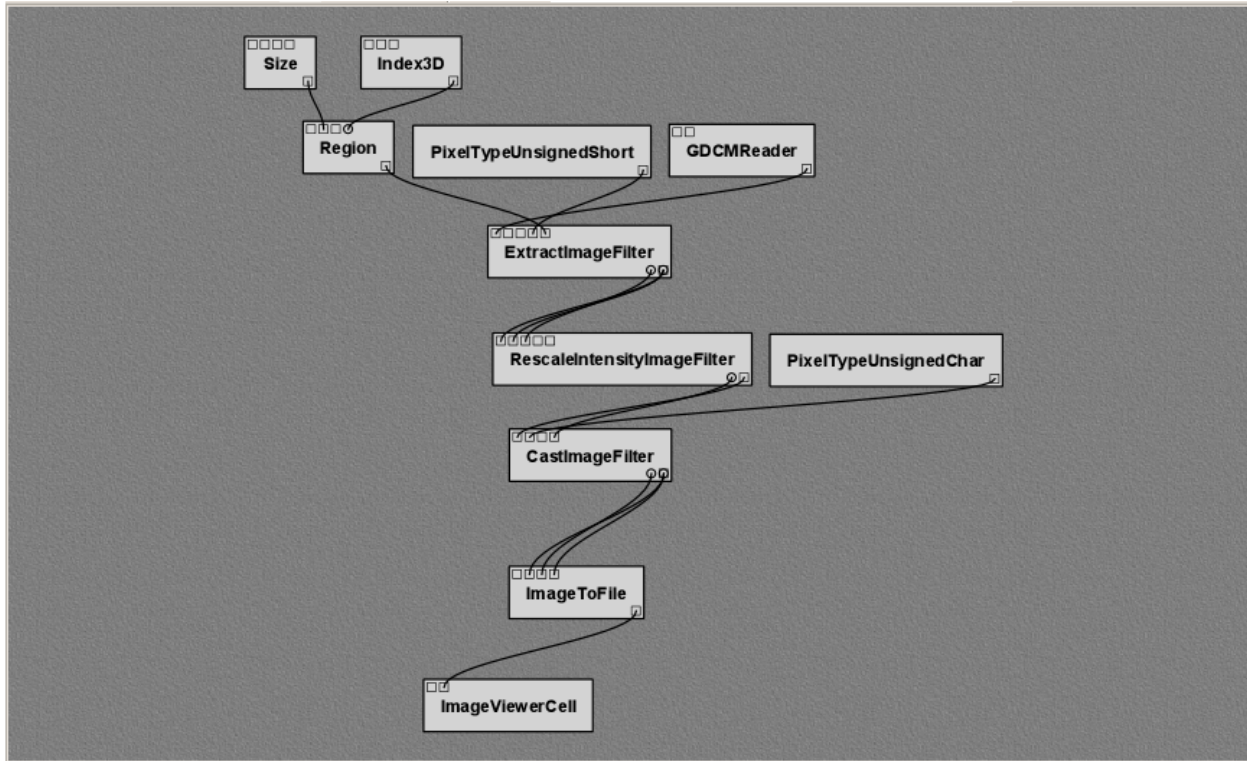 Size
Index3D
Region
PixelTypeUnsignedShort
GDCMReader
ExtractImageFilter
RescaleIntensityImageFilter
PixelTypeUnsignedChar
CastImageFilter
ImageToFile
ImageViewerCell